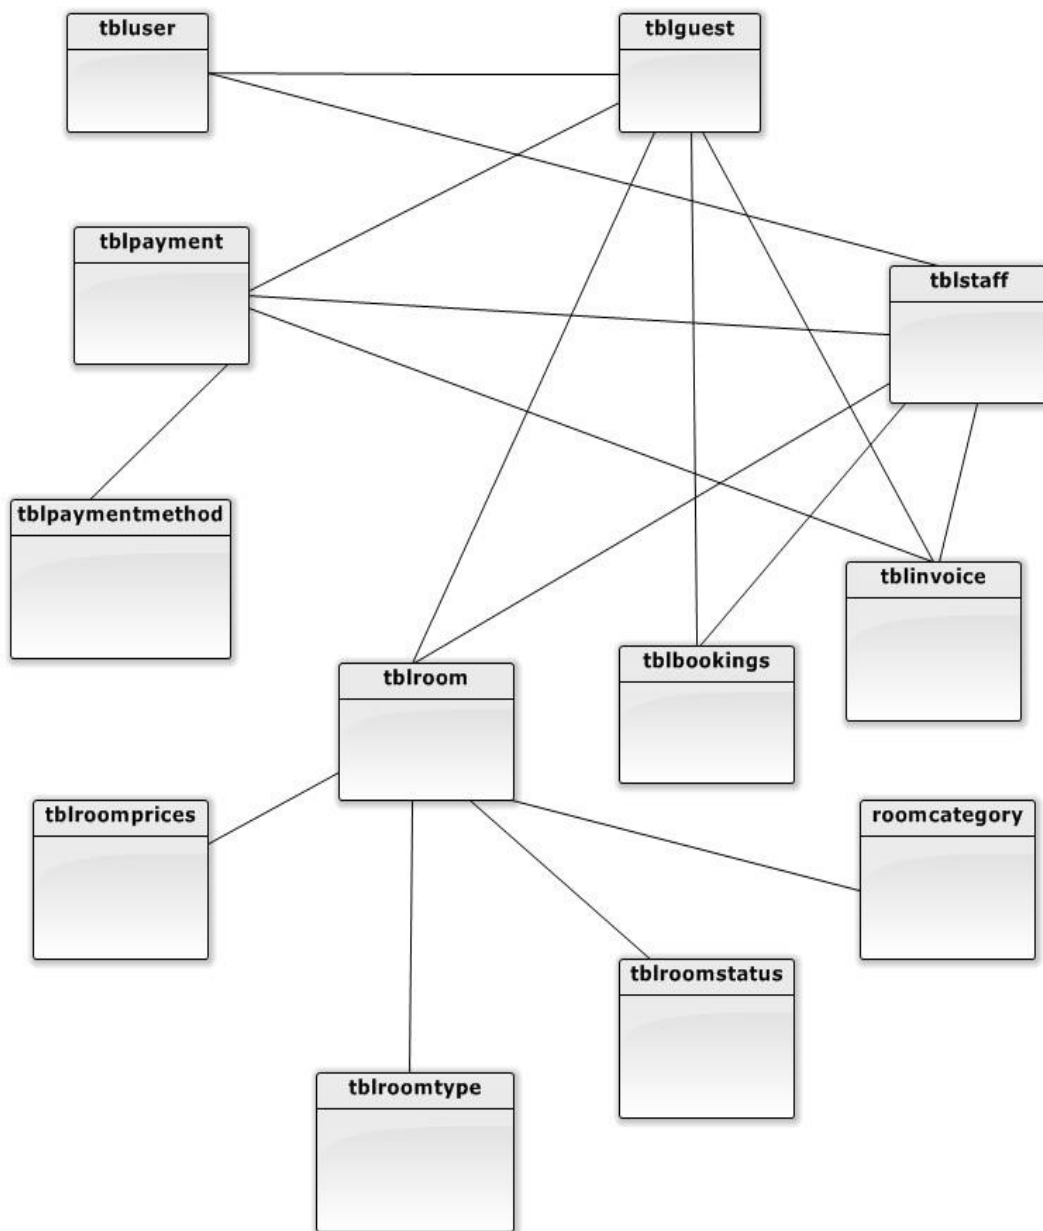 tbluser
tblguest
tblpayment
tblstaff
tblpaymentmethod
tblinvoice
tblbookings
tblroom
tblroomprices
roomcategory
tblroomstatus
tblroomtype